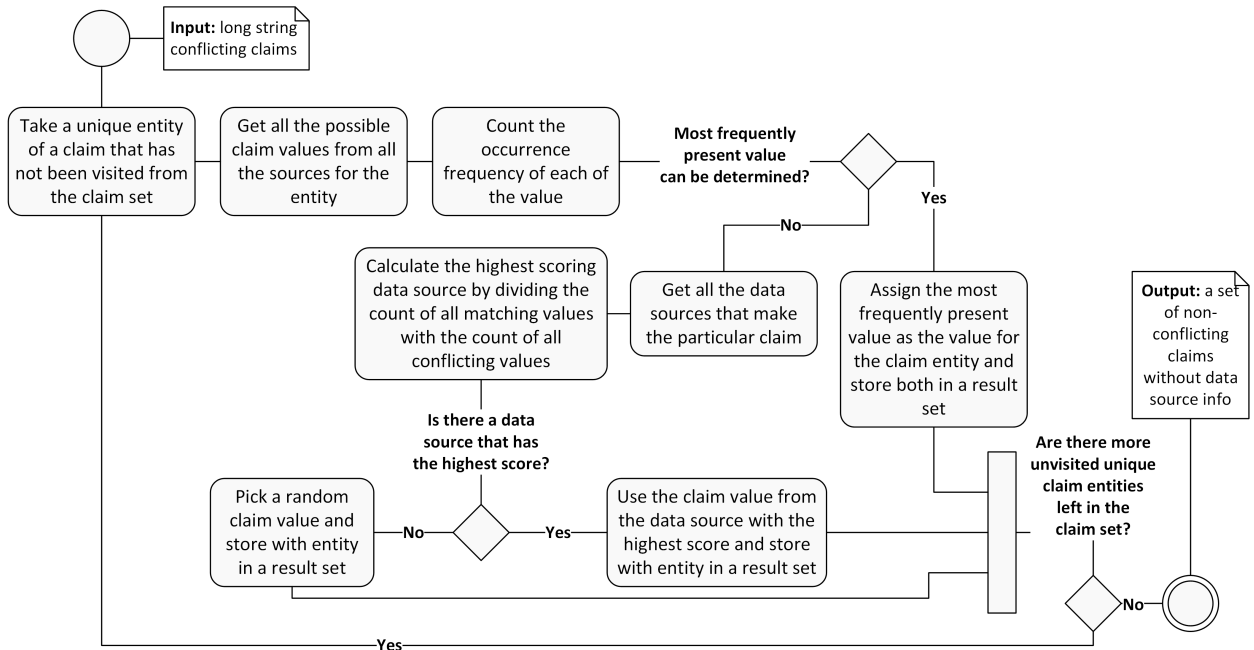 Input: long string
conflicting claims
Take a unique entity
of a claim that has
not been visited from
the claim set
Get all the possible
claim values from all
the sources for the
entity
Count the
occurrence
frequency of each of
the value
Most frequently
present value
can be determined?
Yes
No
Calculate the highest scoring
data source by dividing the
count of all matching values
with the count of all
conflicting values
Get all the data
sources that make
the particular claim
Assign the most
frequently present
value as the value for
the claim entity and
store both in a result
set
Output: a set
of non-
conflicting
claims
without data
source info
Is there a data
source that has
the highest score?
Are there more
unvisited unique
claim entities
left in the
claim set?
Pick a random
claim value and
store with entity
in a result set
No
Yes
Use the claim value from
the data source with the
highest score and store
with entity in a result set
No
Yes